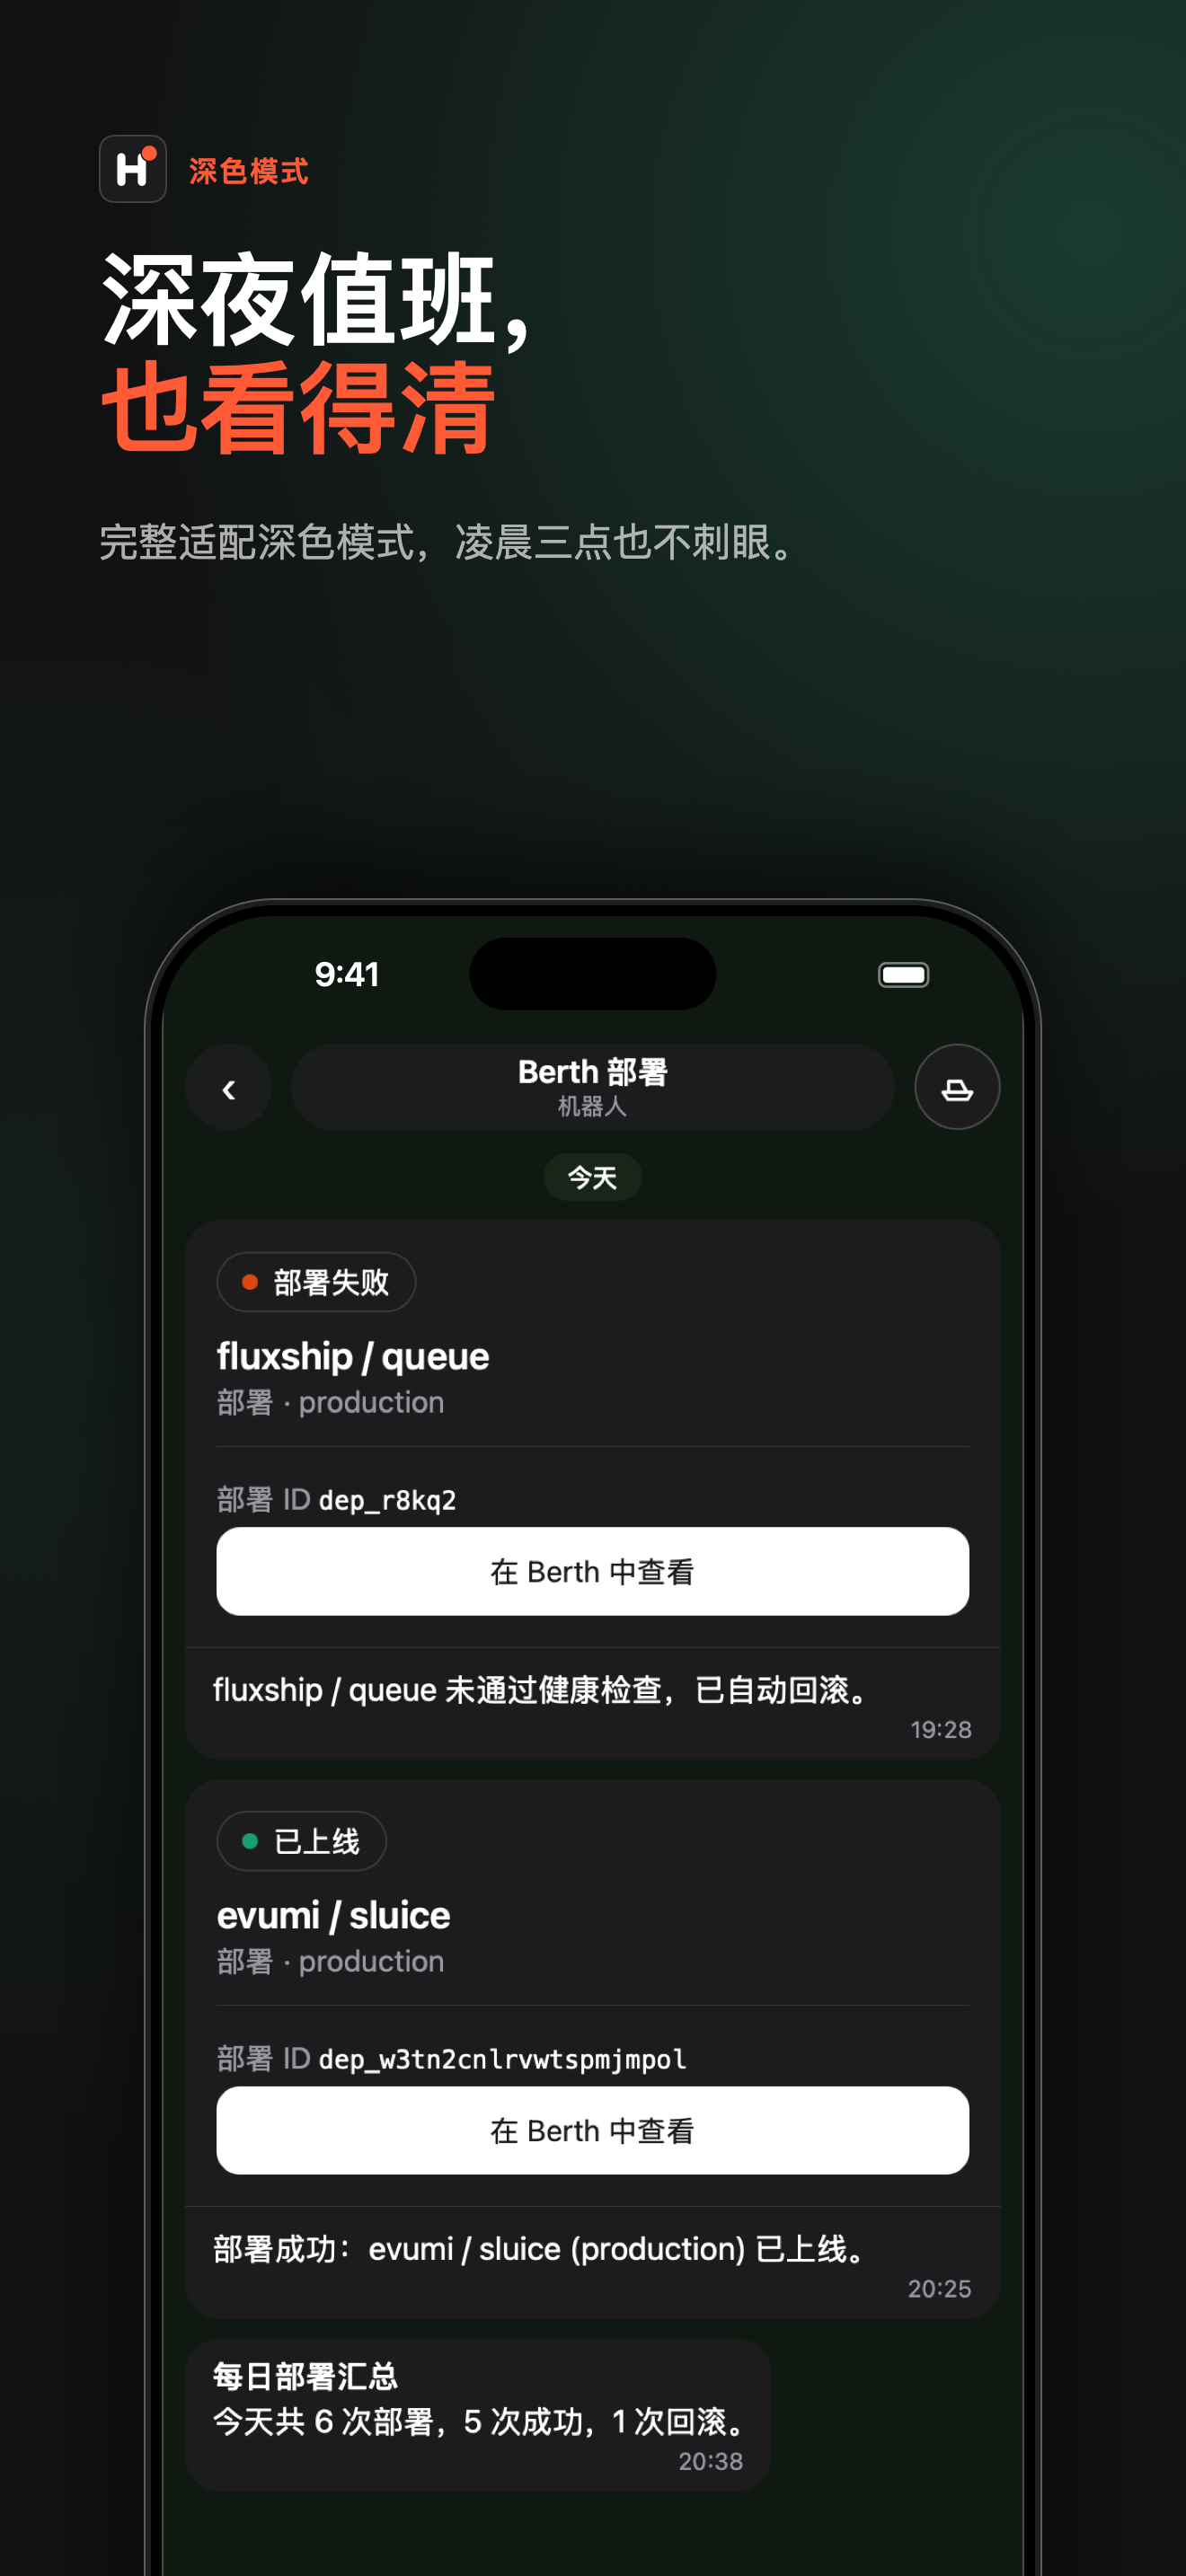 H
深色模式
深夜值班，
也看得清
完整适配深色模式，凌晨三点也不刺眼。
9:41
Berth 部署
机器人
今天
部署失败
fluxship / queue
部署 · production
部署 ID dep_r8kq2
在 Berth 中查看
fluxship / queue 未通过健康检查，已自动回滚。
19:28
已上线
evumi / sluice
部署 · production
部署 ID dep_w3tn2cnlrvwtspmjmpol
在 Berth 中查看
部署成功：evumi / sluice (production) 已上线。
20:25
每日部署汇总
今天共 6 次部署，5 次成功，1 次回滚。
20:38